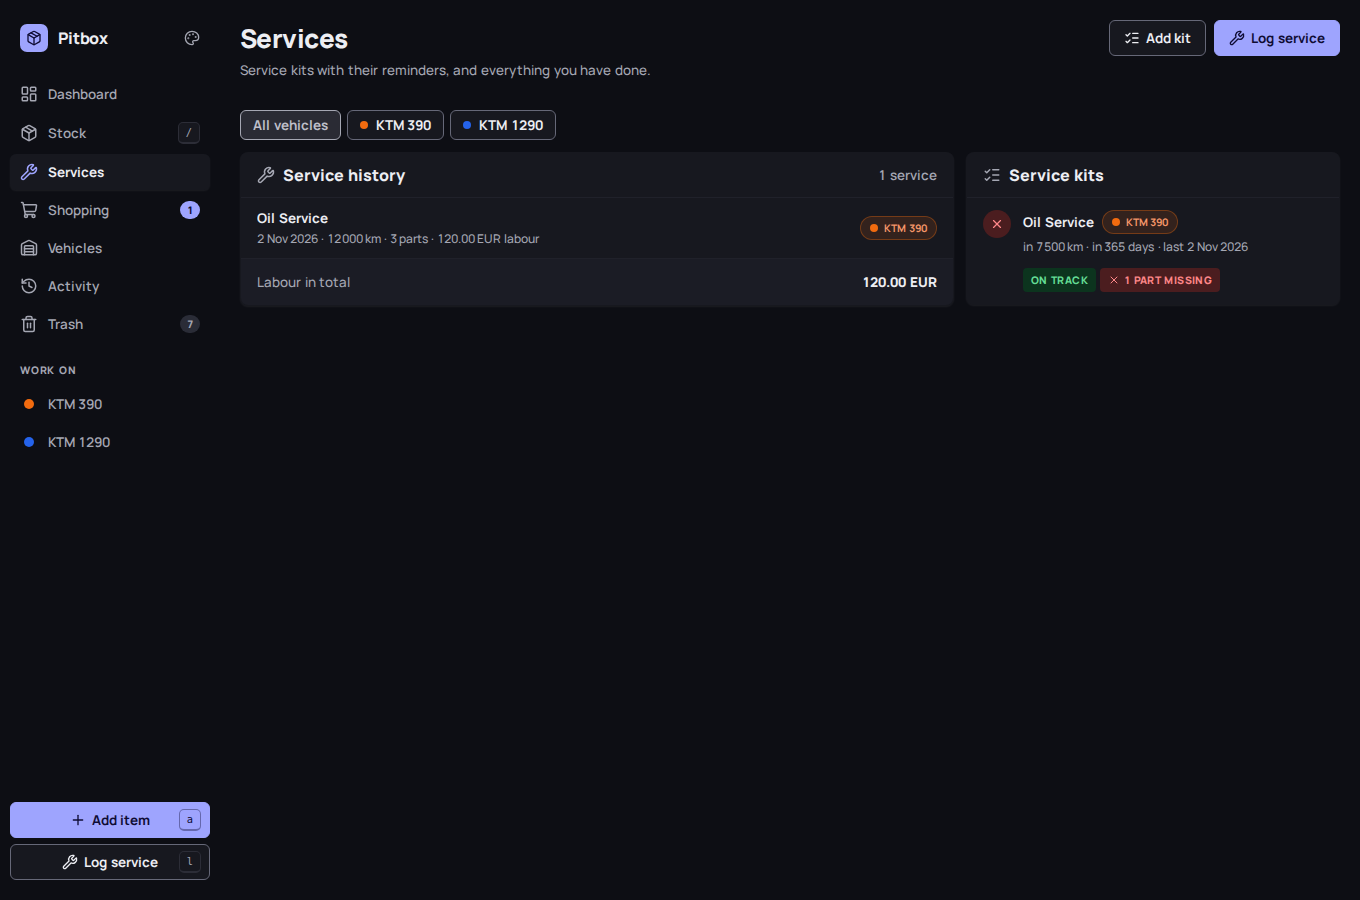 Pitbox
Dashboard
Stock /
Services
Shopping 1
Vehicles
Activity
Trash 7
WORK ON
KTM 390
KTM 1290
Add item a
Log service l
Services
Service kits with their reminders, and everything you have done.
Add kit
Log service
All vehicles
KTM 390
KTM 1290
Service history
1 service
Oil Service
2 Nov 2026 · 12 000 km · 3 parts · 120.00 EUR labour
KTM 390
Labour in total
120.00 EUR
Service kits
Oil Service KTM 390
in 7 500 km · in 365 days · last 2 Nov 2026
ON TRACK
1 PART MISSING